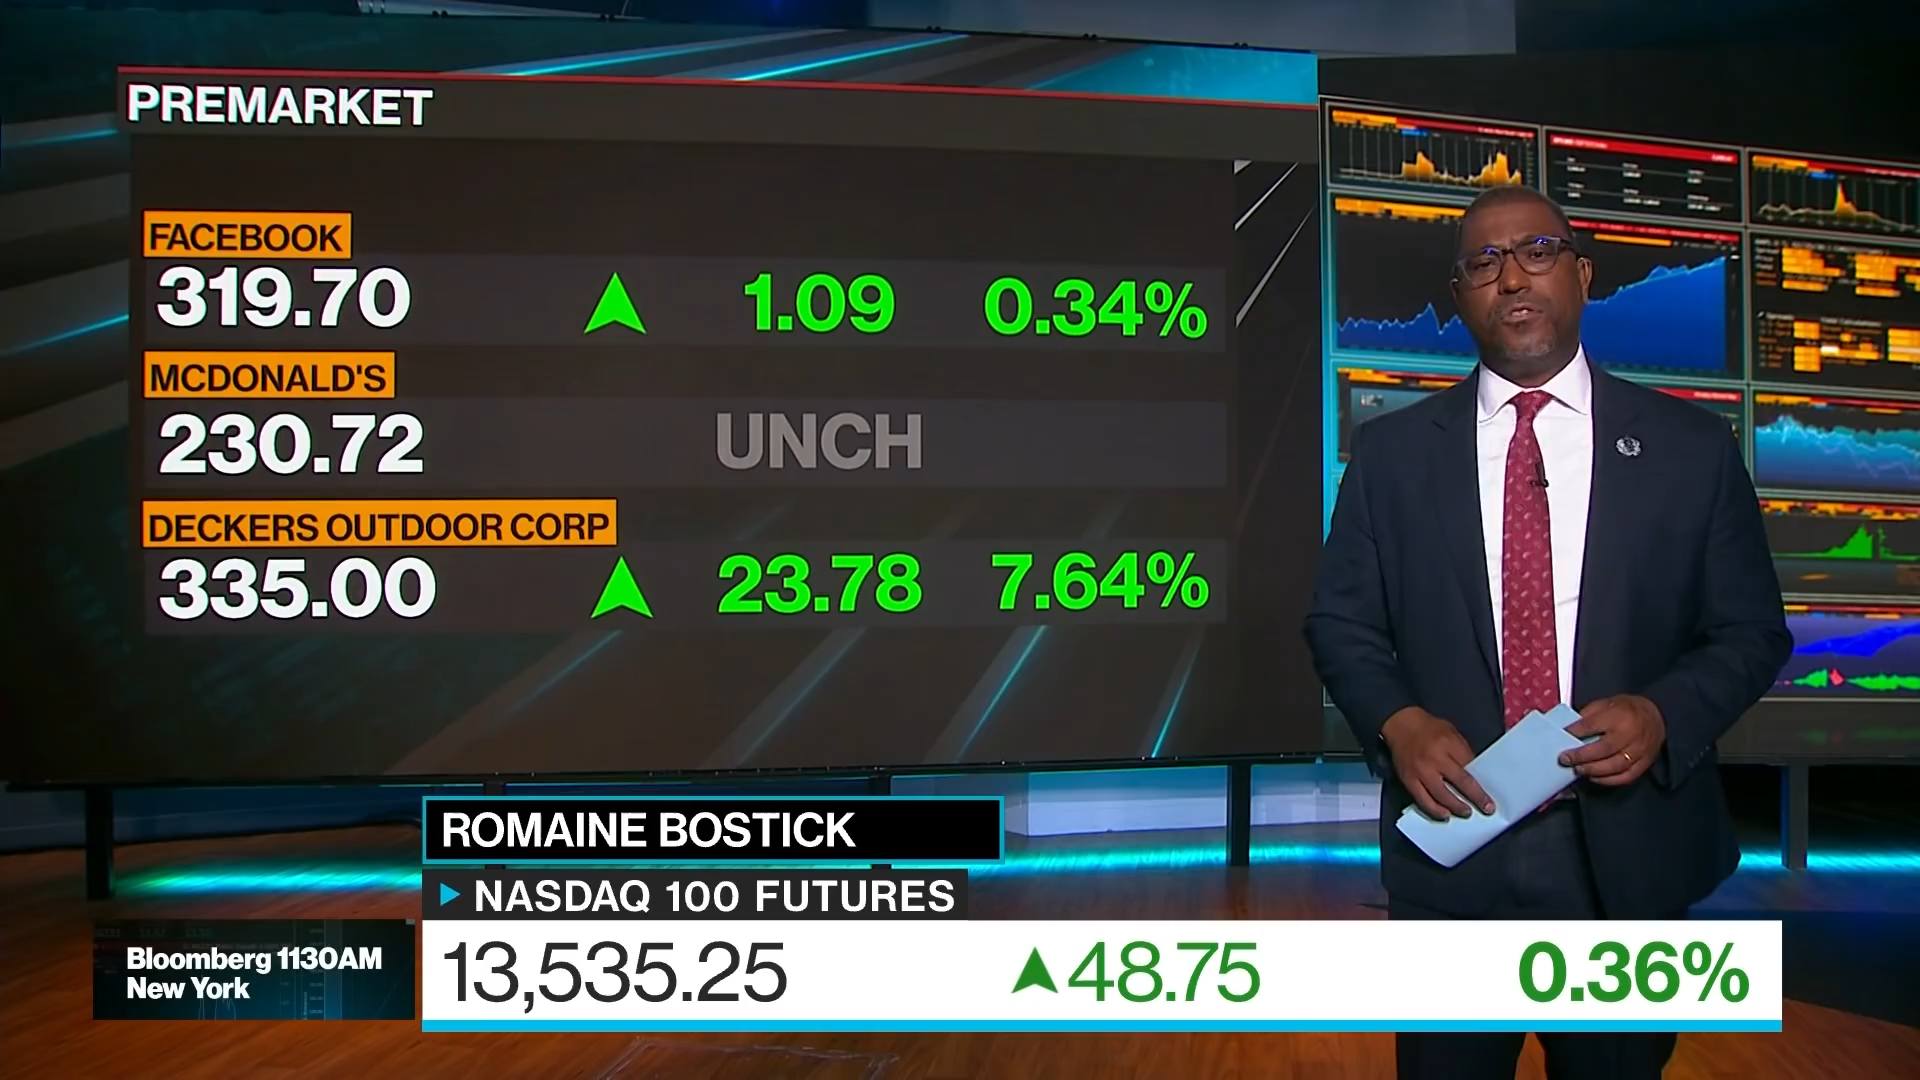 PREMARKET
FACEBOOK
319.70 ▲ 1.09 0.34%
MCDONALD'S
230.72 UNCH
DECKERS OUTDOOR CORP
335.00 ▲ 23.78 7.64%
ROMAINE BOSTICK
▶ NASDAQ 100 FUTURES
13,535.25 ▲48.75 0.36%
Bloomberg 1130AM
New York